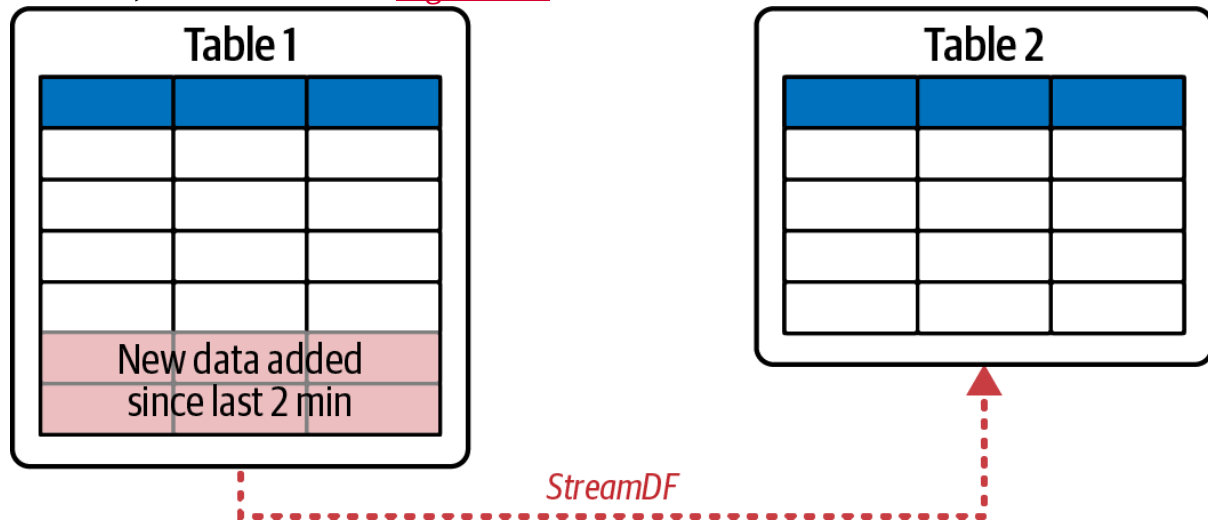 Table 1
Table 2
New data added
since last 2 min
StreamDF